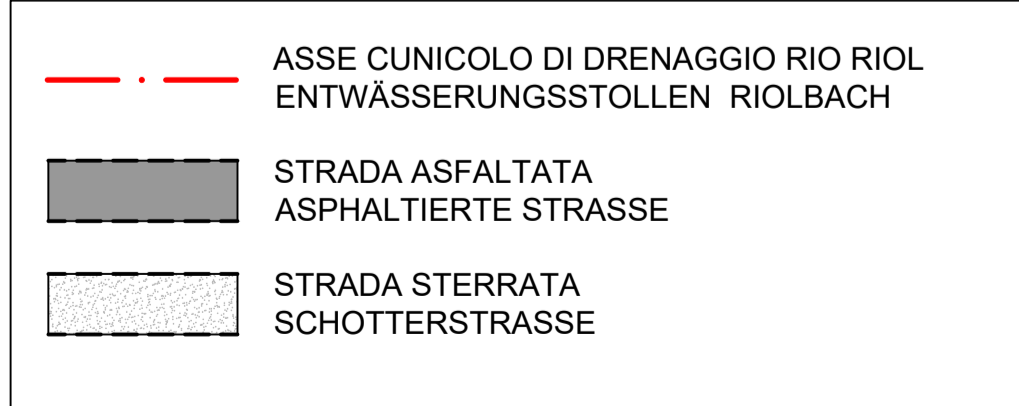 ASSE CUNICOLO DI DRENAGGIO RIO RIOL
ENTWÄSSERUNGSSTOLLEN RIOLBACH
STRADA ASFALTATA
ASPHALTIERTE STRASSE
STRADA STERRATA
SCHOTTERSTRASSE